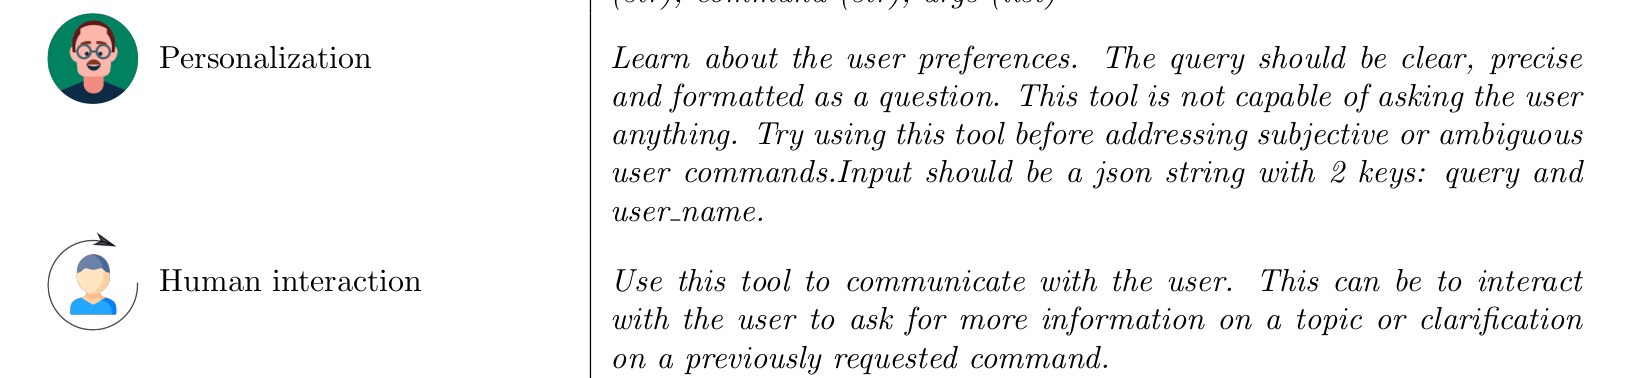 Personalization
Learn about the user preferences. The query should be clear, precise
and formatted as a question. This tool is not capable of asking the user
anything. Try using this tool before addressing subjective or ambiguous
user commands.Input should be a json string with 2 keys: query and
user_name.
Human interaction
Use this tool to communicate with the user. This can be to interact
with the user to ask for more information on a topic or clarification
on a previously requested command.